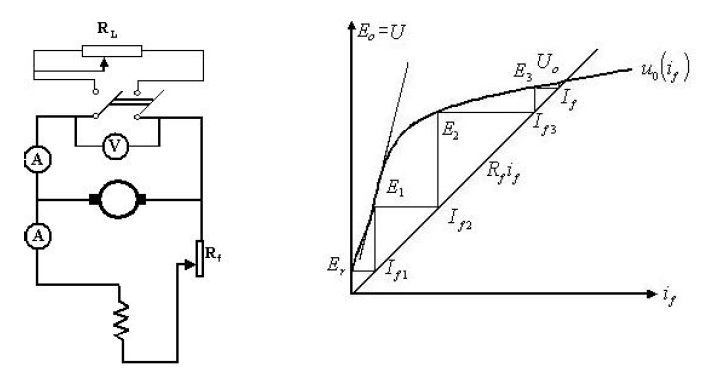 R_L
V
A
A
R_f
E_o = U
E_3
U_o
u_0(i_f)
I_f
E_2
I_f3
R_f i_f
E_1
I_f2
E_r
I_f1
i_f